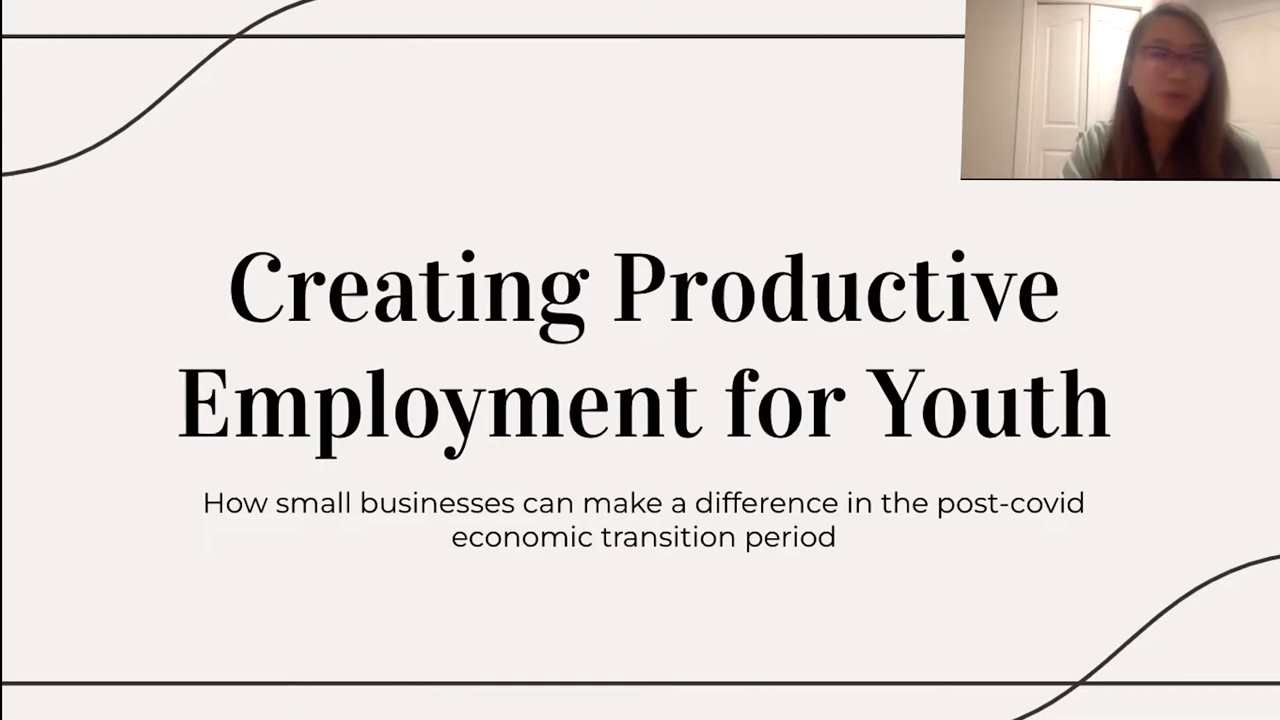 Creating Productive
Employment for Youth
How small businesses can make a difference in the post-covid
economic transition period